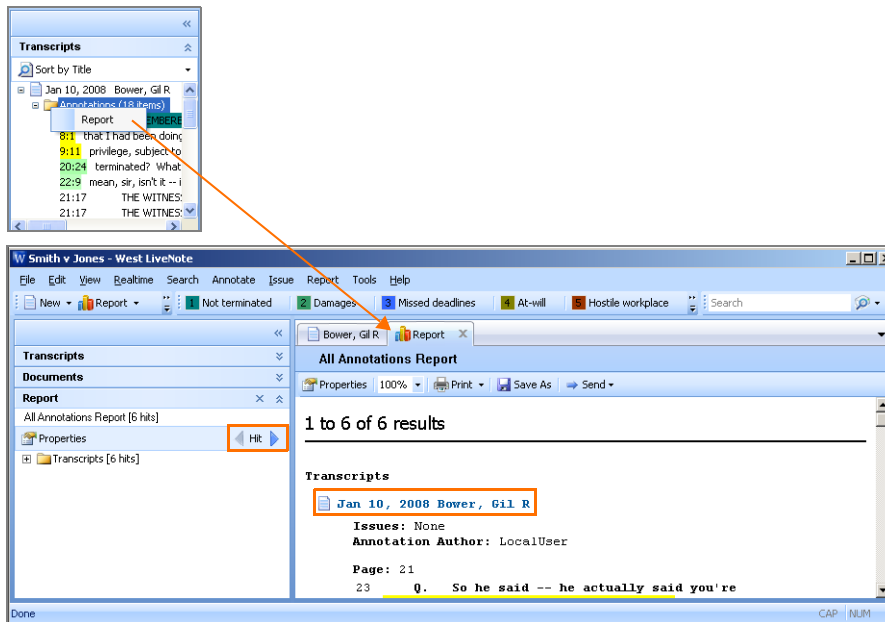 «
Transcripts
Sort by Title
Jan 10, 2008 Bower, Gil R
Annotations (18 items)
Report EMBERE
8:1 that I had been doing
9:11 privilege, subject to
20:24 terminated? What
22:9 mean, sir, isn't it -- i
21:17 THE WITNES
21:17 THE WITNES
Smith v Jones - West LiveNote
File Edit View Realtime Search Annotate Issue Report Tools Help
New Report 1 Not terminated 2 Damages 3 Missed deadlines 4 At-will 5 Hostile workplace Search
« Bower, Gil R Report X
Transcripts All Annotations Report
Documents Properties 100% Print Save As Send
Report
All Annotations Report [6 hits]
Properties Hit
Transcripts [6 hits]
1 to 6 of 6 results
Transcripts
Jan 10, 2008 Bower, Gil R
Issues: None
Annotation Author: LocalUser
Page: 21
23 Q. So he said -- he actually said you're
Done CAP NUM